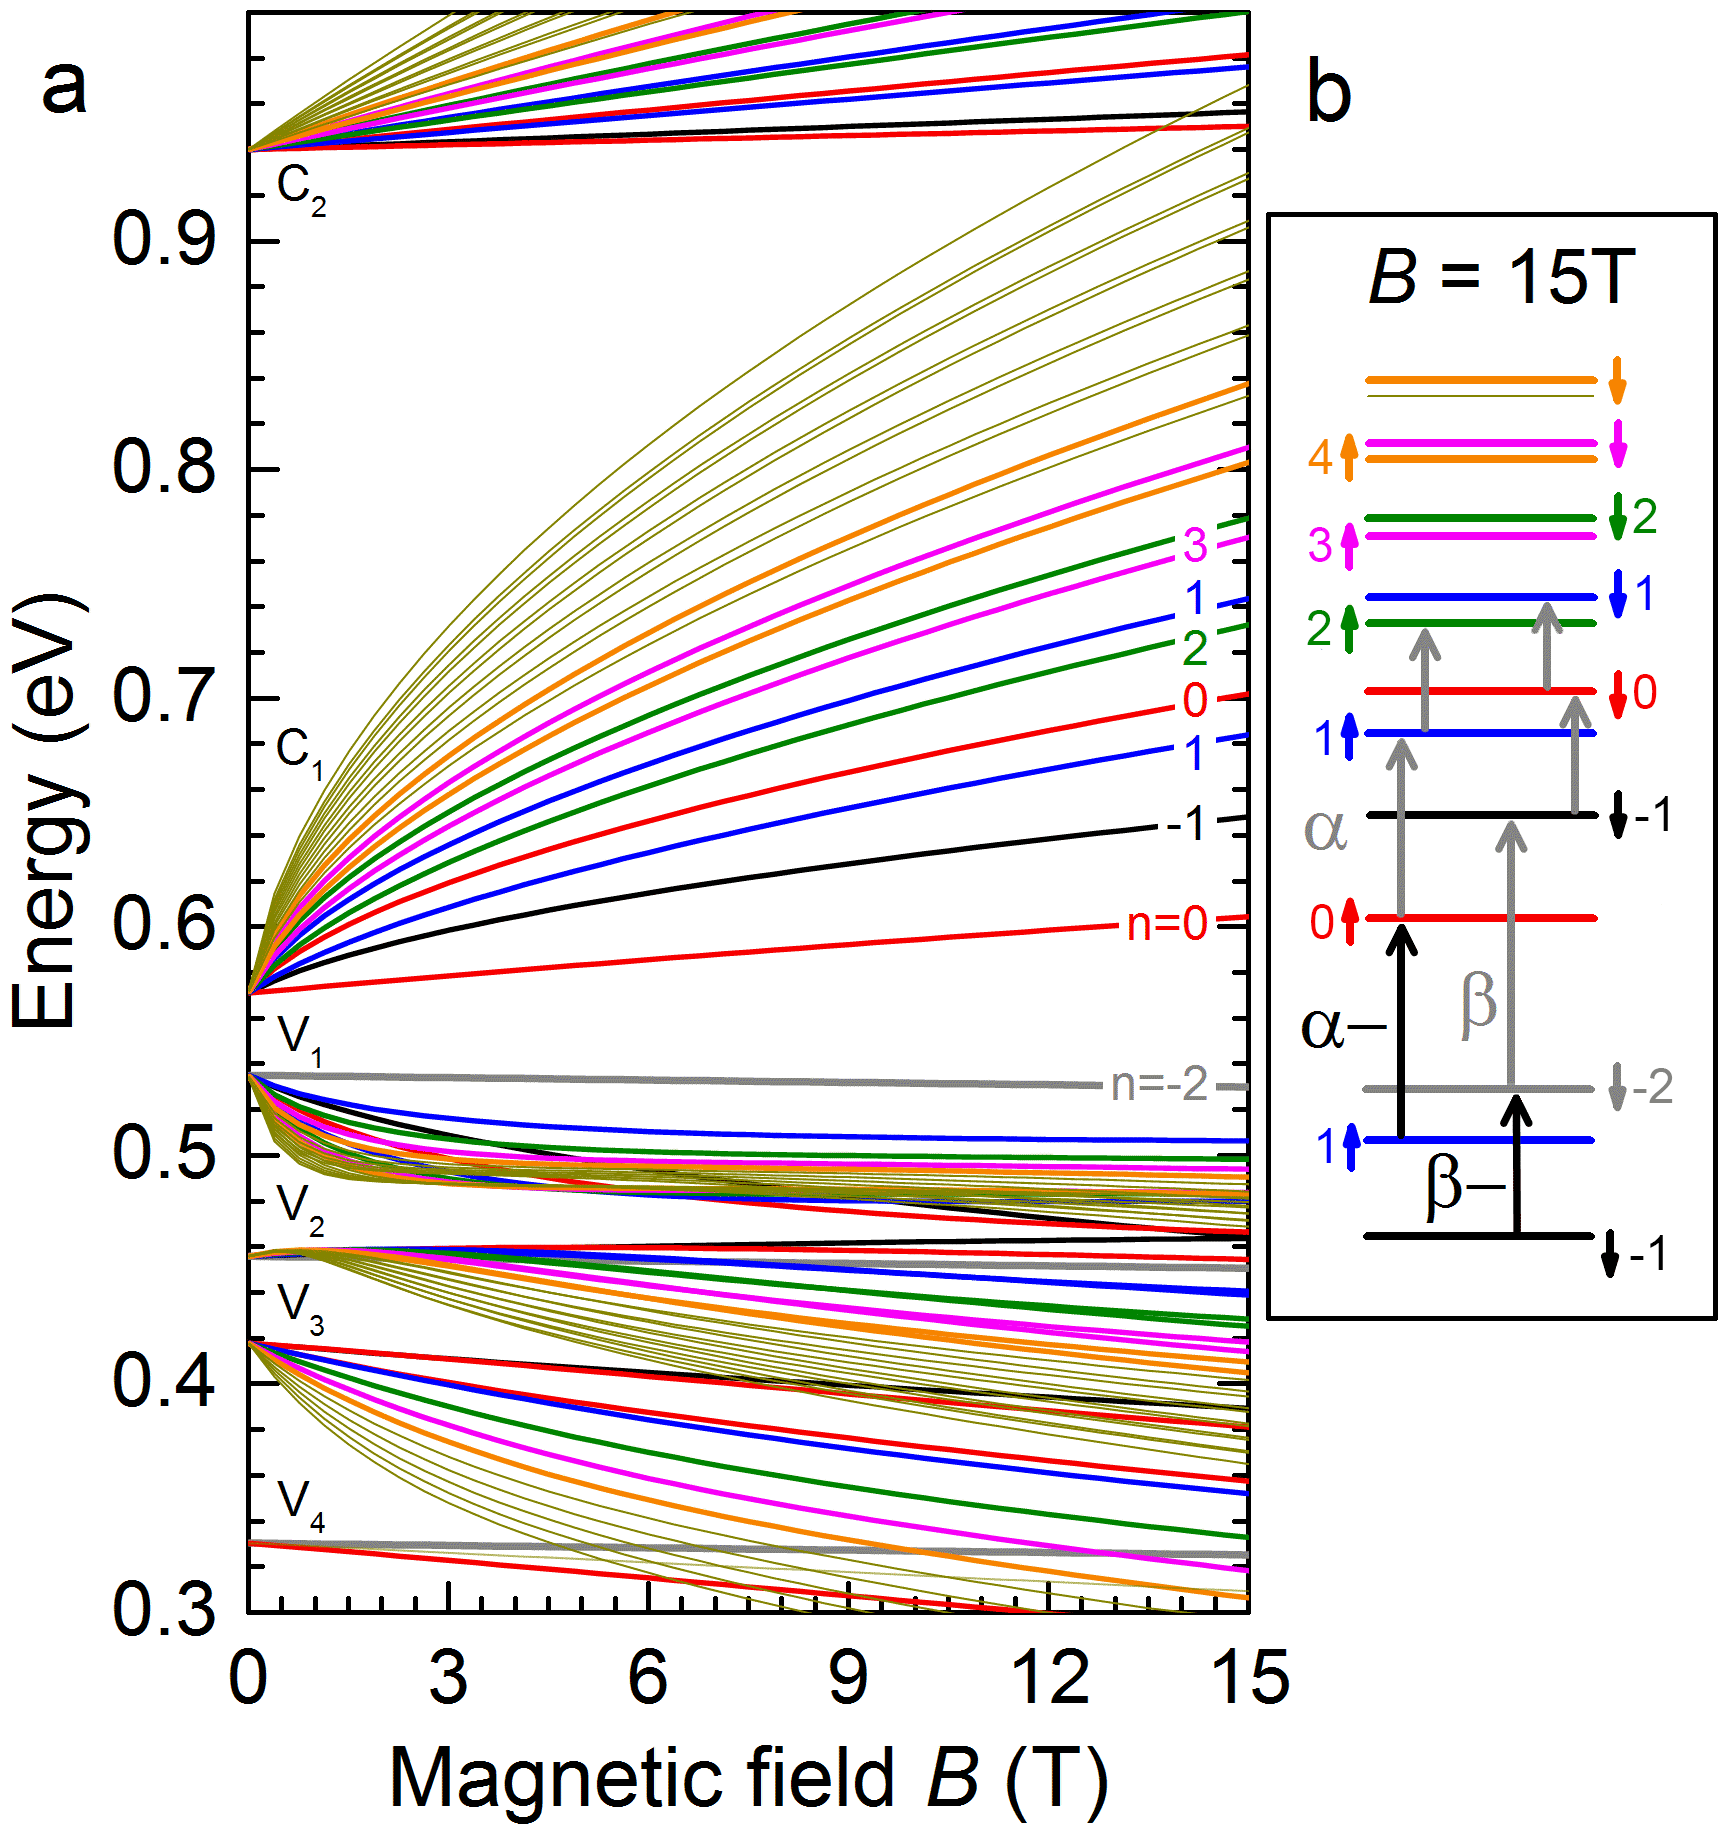 a
b
C₂
0.9
B = 15T
4
0.8
2
3
3
1
1
2
2
0.7
0
0
C₁
1
1
Energy (eV)
-1
α
-1
0.6
n=0
0
β
α−
V₁
n=-2
-2
0.5
1
β−
V₂
-1
V₃
0.4
V₄
0.3
0 3 6 9 12 15
Magnetic field B (T)